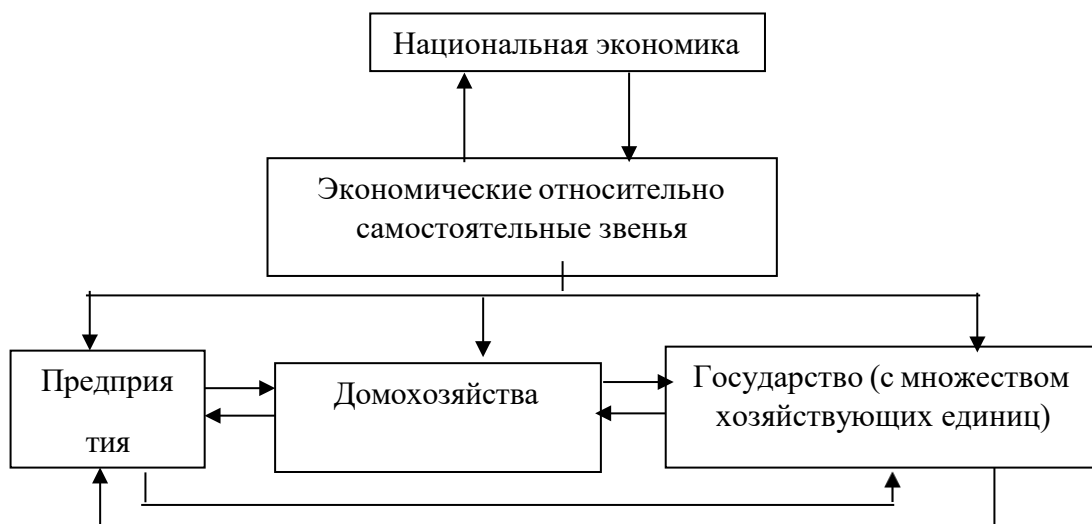 Национальная экономика
Экономические относительно
самостоятельные звенья
Предприя
тия
Домохозяйства
Государство (с множеством
хозяйствующих единиц)